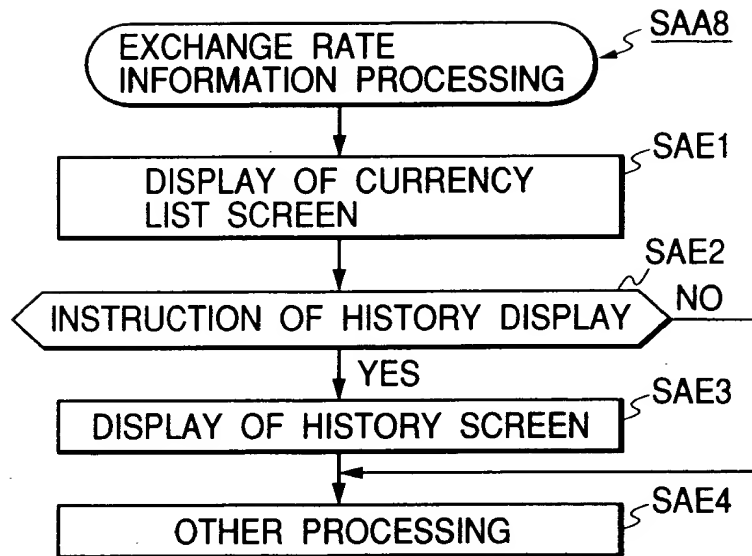 EXCHANGE RATE
INFORMATION PROCESSING
SAA8
SAE1
DISPLAY OF CURRENCY
LIST SCREEN
SAE2
INSTRUCTION OF HISTORY DISPLAY
NO
YES
SAE3
DISPLAY OF HISTORY SCREEN
SAE4
OTHER PROCESSING